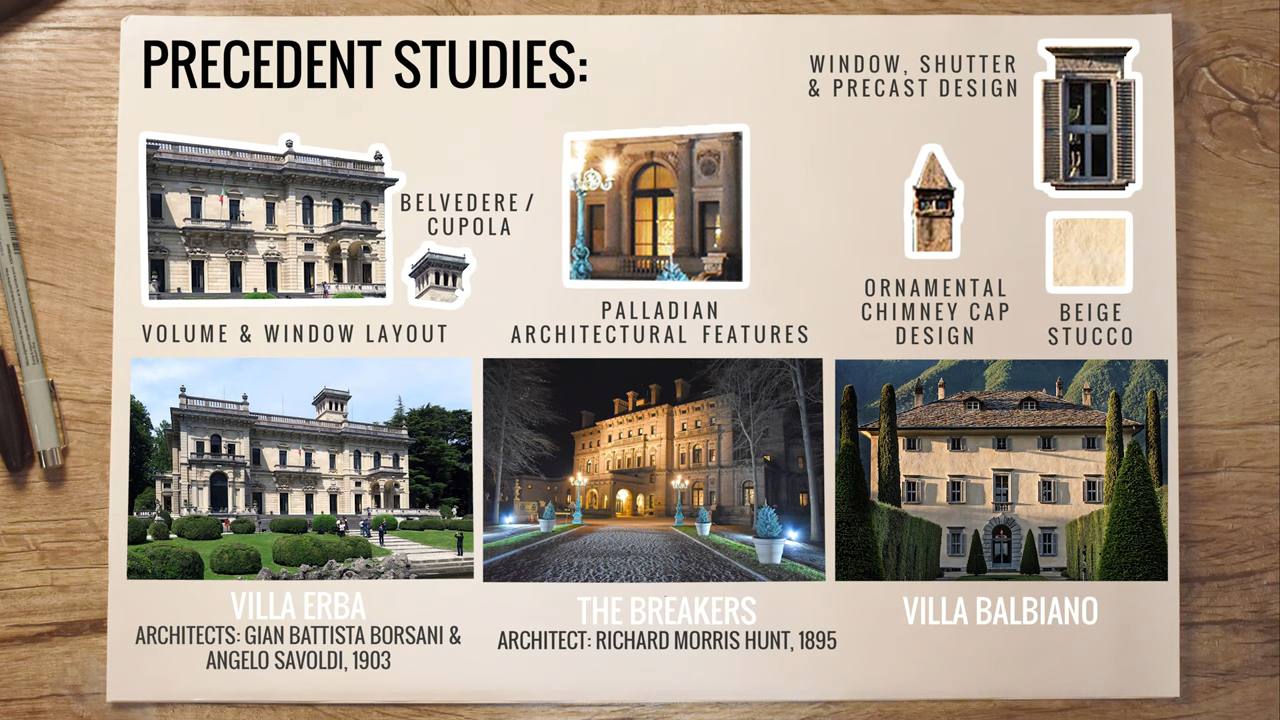 PRECEDENT STUDIES:
WINDOW, SHUTTER
& PRECAST DESIGN
BELVEDERE /
CUPOLA
VOLUME & WINDOW LAYOUT
PALLADIAN
ARCHITECTURAL FEATURES
ORNAMENTAL
CHIMNEY CAP
DESIGN
BEIGE
STUCCO
VILLA ERBA
ARCHITECTS: GIAN BATTISTA BORSANI &
ANGELO SAVOLDI, 1903
THE BREAKERS
ARCHITECT: RICHARD MORRIS HUNT, 1895
VILLA BALBIANO